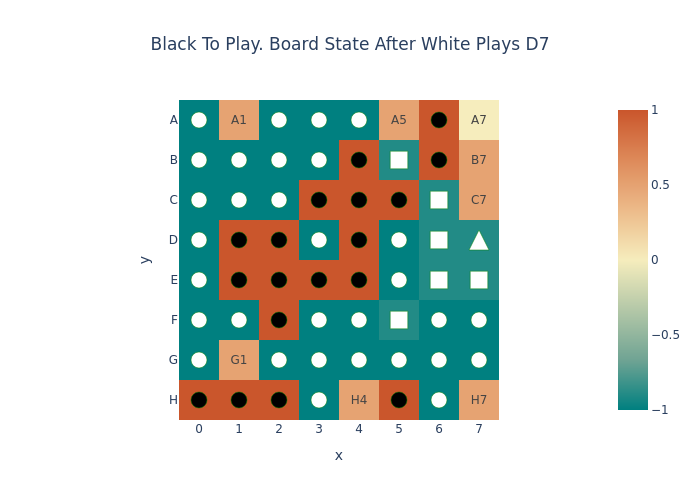 Black To Play. Board State After White Plays D7
A A1 A5 A7
B B7
C C7
D
E
F
G G1
H H4 H7
0 1 2 3 4 5 6 7
x
y
1
0.5
0
−0.5
−1